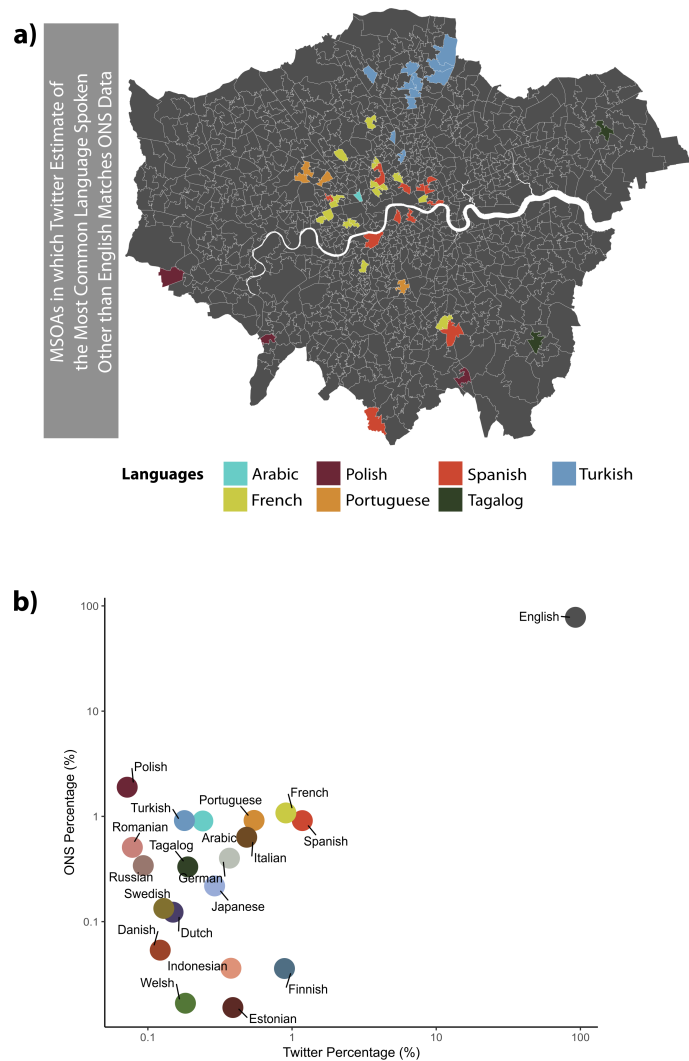 a)
MSOAs in which Twitter Estimate of
the Most Common Language Spoken
Other than English Matches ONS Data
Languages
Arabic
Polish
Spanish
Turkish
French
Portuguese
Tagalog
b)
100
10
1
0.1
ONS Percentage (%)
English
Polish
French
Turkish
Portuguese
Romanian
Arabic
Spanish
Tagalog
Italian
Russian
German
Swedish
Japanese
Danish
Dutch
Indonesian
Welsh
Finnish
Estonian
0.1
1
10
100
Twitter Percentage (%)